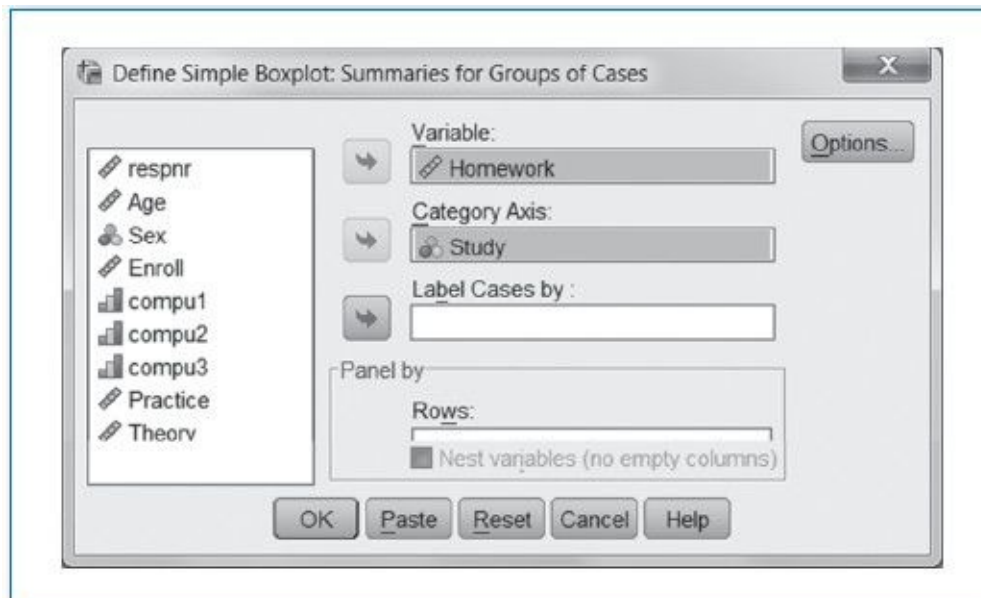 Define Simple Boxplot: Summaries for Groups of Cases
respnr
Age
Sex
Enroll
compu1
compu2
compu3
Practice
Theory
Variable:
Homework
Category Axis:
Study
Label Cases by :
Panel by
Rows:
Nest variables (no empty columns)
Options...
OK Paste Reset Cancel Help